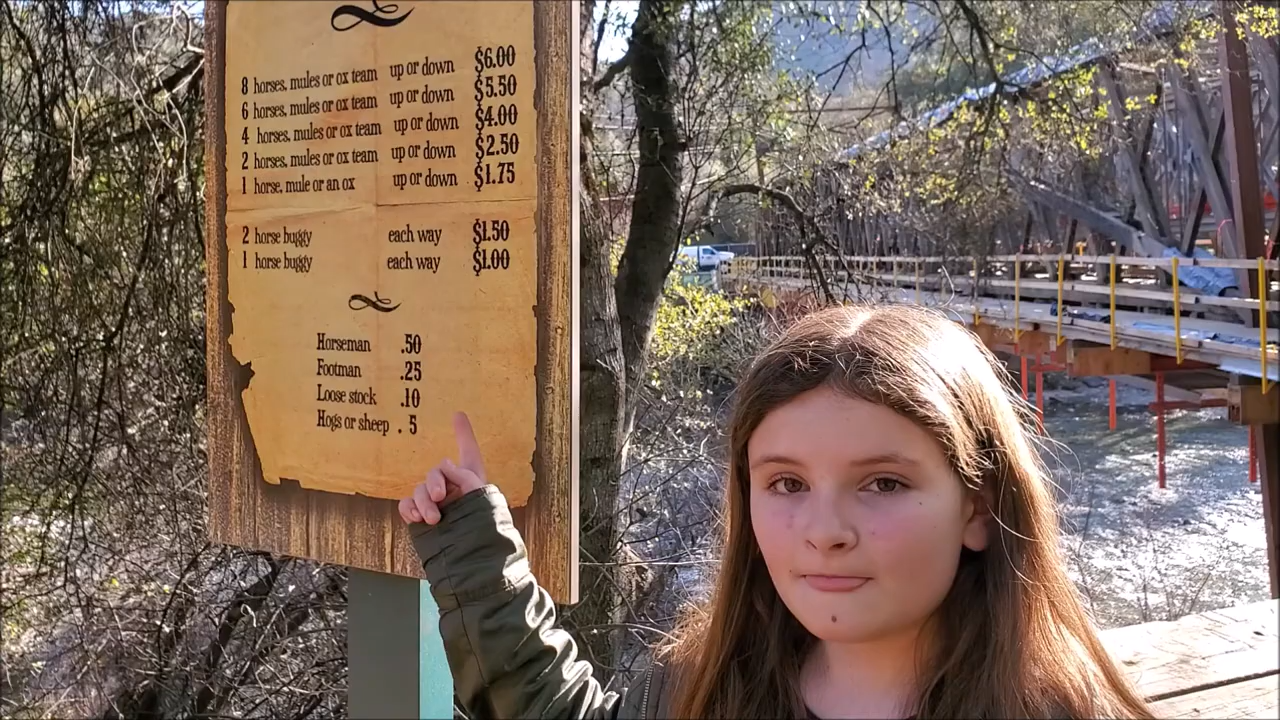 8 horses, mules or ox team up or down $6.00
6 horses, mules or ox team up or down $5.50
4 horses, mules or ox team up or down $4.00
2 horses, mules or ox team up or down $2.50
1 horse, mule or an ox up or down $1.75
2 horse buggy each way $1.50
1 horse buggy each way $1.00
Horseman .50
Footman .25
Loose stock .10
Hogs or sheep . 5